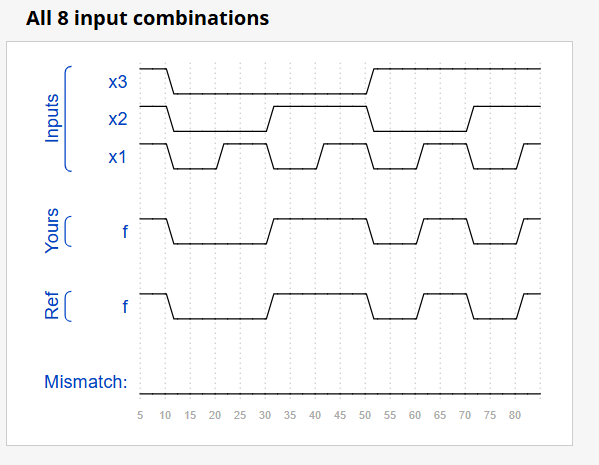 All 8 input combinations
Inputs
x3
x2
x1
Yours
f
Ref
f
Mismatch:
5 10 15 20 25 30 35 40 45 50 55 60 65 70 75 80